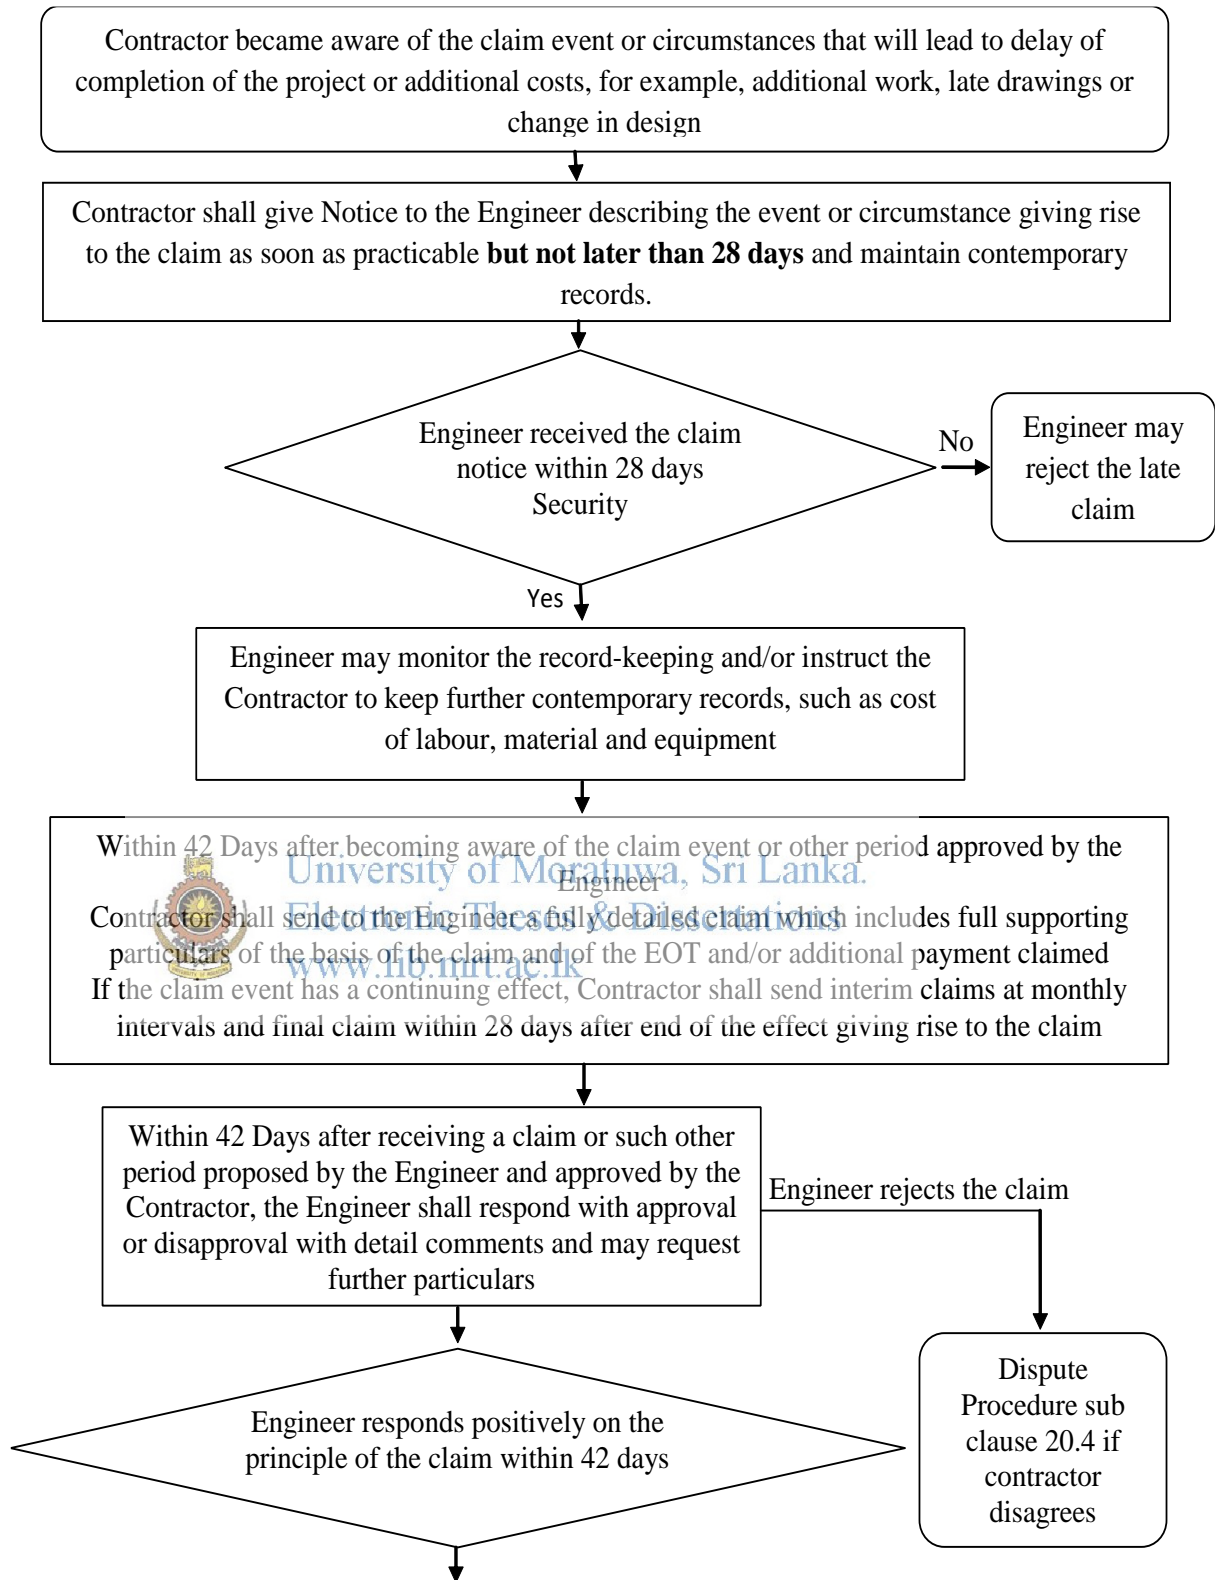 Contractor became aware of the claim event or circumstances that will lead to delay of
completion of the project or additional costs, for example, additional work, late drawings or
change in design
Contractor shall give Notice to the Engineer describing the event or circumstance giving rise
to the claim as soon as practicable but not later than 28 days and maintain contemporary
records.
Engineer received the claim
notice within 28 days
Security
No
Engineer may
reject the late
claim
Yes
Engineer may monitor the record-keeping and/or instruct the
Contractor to keep further contemporary records, such as cost
of labour, material and equipment
Within 42 Days after becoming aware of the claim event or other period approved by the
Engineer
University of Moratuwa, Sri Lanka.
Contractor shall send to the Engineer a fully detailed claim which includes full supporting
Electronic Theses & Dissertations
particulars of the basis of the claim and of the EOT and/or additional payment claimed
www.lib.mrt.ac.lk
If the claim event has a continuing effect, Contractor shall send interim claims at monthly
intervals and final claim within 28 days after end of the effect giving rise to the claim
Within 42 Days after receiving a claim or such other
period proposed by the Engineer and approved by the
Contractor, the Engineer shall respond with approval
or disapproval with detail comments and may request
further particulars
Engineer rejects the claim
Engineer responds positively on the
principle of the claim within 42 days
Dispute
Procedure sub
clause 20.4 if
contractor
disagrees